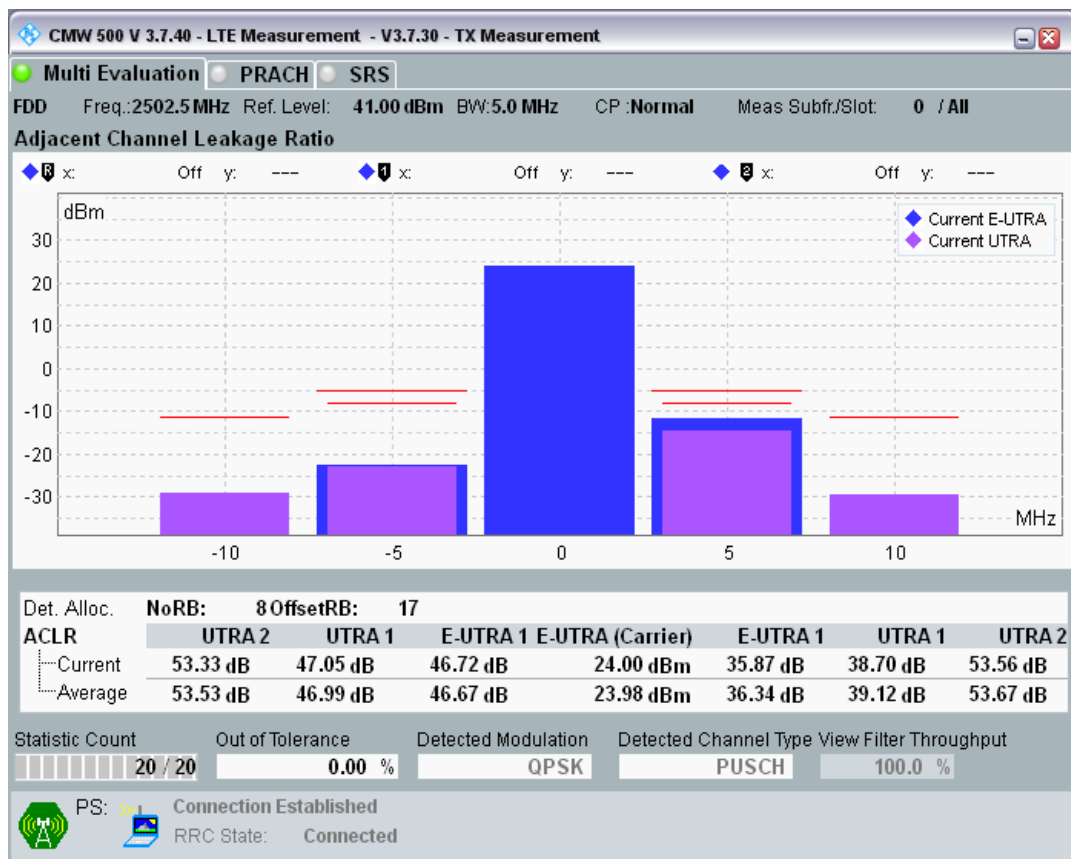 CMW 500 V 3.7.40 - LTE Measurement - V3.7.30 - TX Measurement
Multi Evaluation PRACH SRS
FDD Freq.:2502.5 MHz Ref. Level: 41.00 dBm BW:5.0 MHz CP :Normal Meas Subfr./Slot: 0 / All
Adjacent Channel Leakage Ratio
R x: Off y: --- 1 x: Off y: --- 2 x: Off y: ---
dBm
Current E-UTRA
Current UTRA
30
20
10
0
-10
-20
-30
MHz
-10 -5 0 5 10
Det. Alloc. NoRB: 8 OffsetRB: 17
ACLR UTRA 2 UTRA 1 E-UTRA 1 E-UTRA (Carrier) E-UTRA 1 UTRA 1 UTRA 2
Current 53.33 dB 47.05 dB 46.72 dB 24.00 dBm 35.87 dB 38.70 dB 53.56 dB
Average 53.53 dB 46.99 dB 46.67 dB 23.98 dBm 36.34 dB 39.12 dB 53.67 dB
Statistic Count Out of Tolerance Detected Modulation Detected Channel Type View Filter Throughput
20 / 20 0.00 % QPSK PUSCH 100.0 %
PS: Connection Established
RRC State: Connected